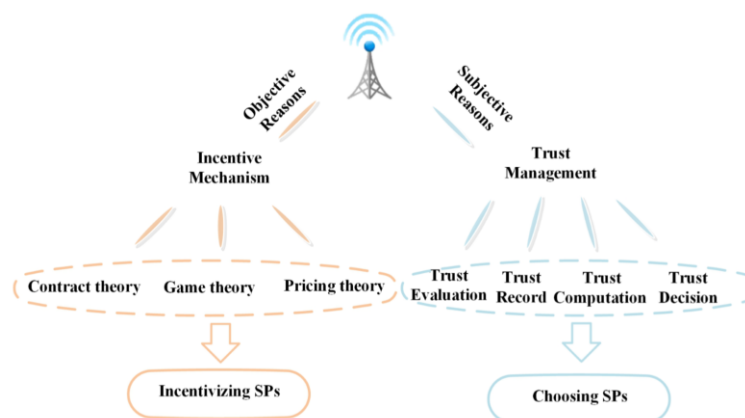 Objective
Reasons
Subjective
Reasons
Incentive
Mechanism
Trust
Management
Contract theory
Game theory
Pricing theory
Trust
Evaluation
Trust
Record
Trust
Computation
Trust
Decision
Incentivizing SPs
Choosing SPs